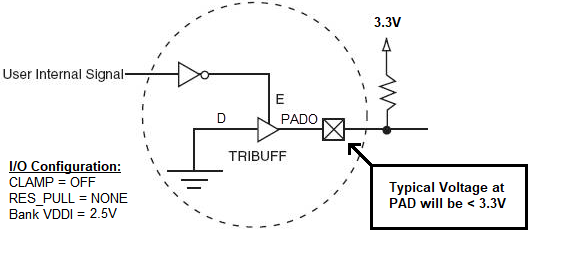 3.3V
User Internal Signal
E
D
PADO
TRIBUFF
I/O Configuration:
CLAMP = OFF
RES_PULL = NONE
Bank VDDI = 2.5V
Typical Voltage at
PAD will be < 3.3V